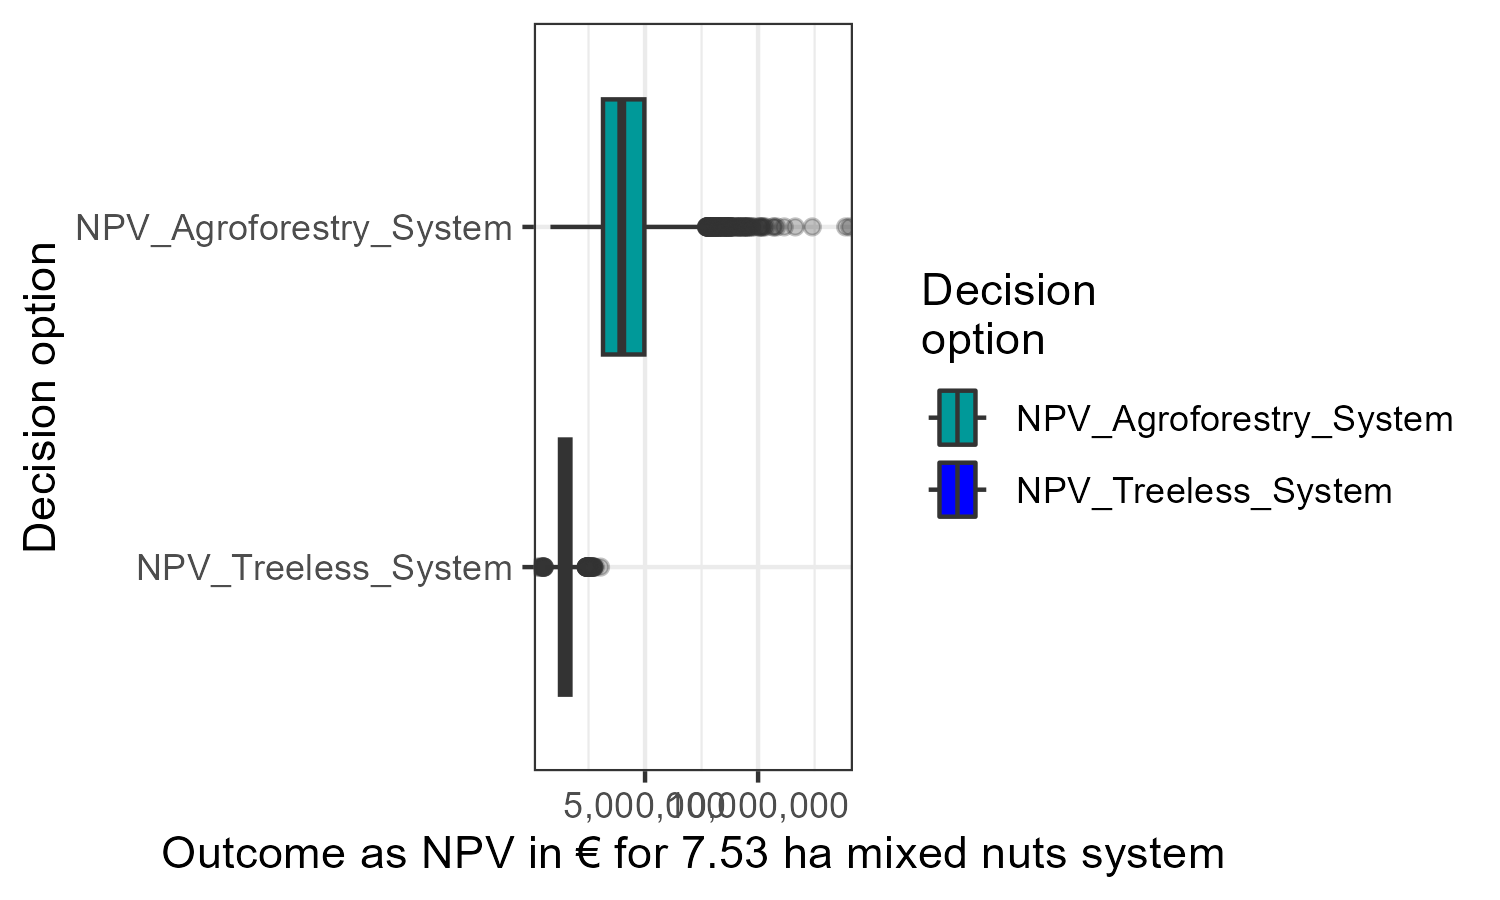 Decision option
NPV_Agroforestry_System
NPV_Treeless_System
5,000,000
10,000,000
Outcome as NPV in € for 7.53 ha mixed nuts system
Decision
option
NPV_Agroforestry_System
NPV_Treeless_System